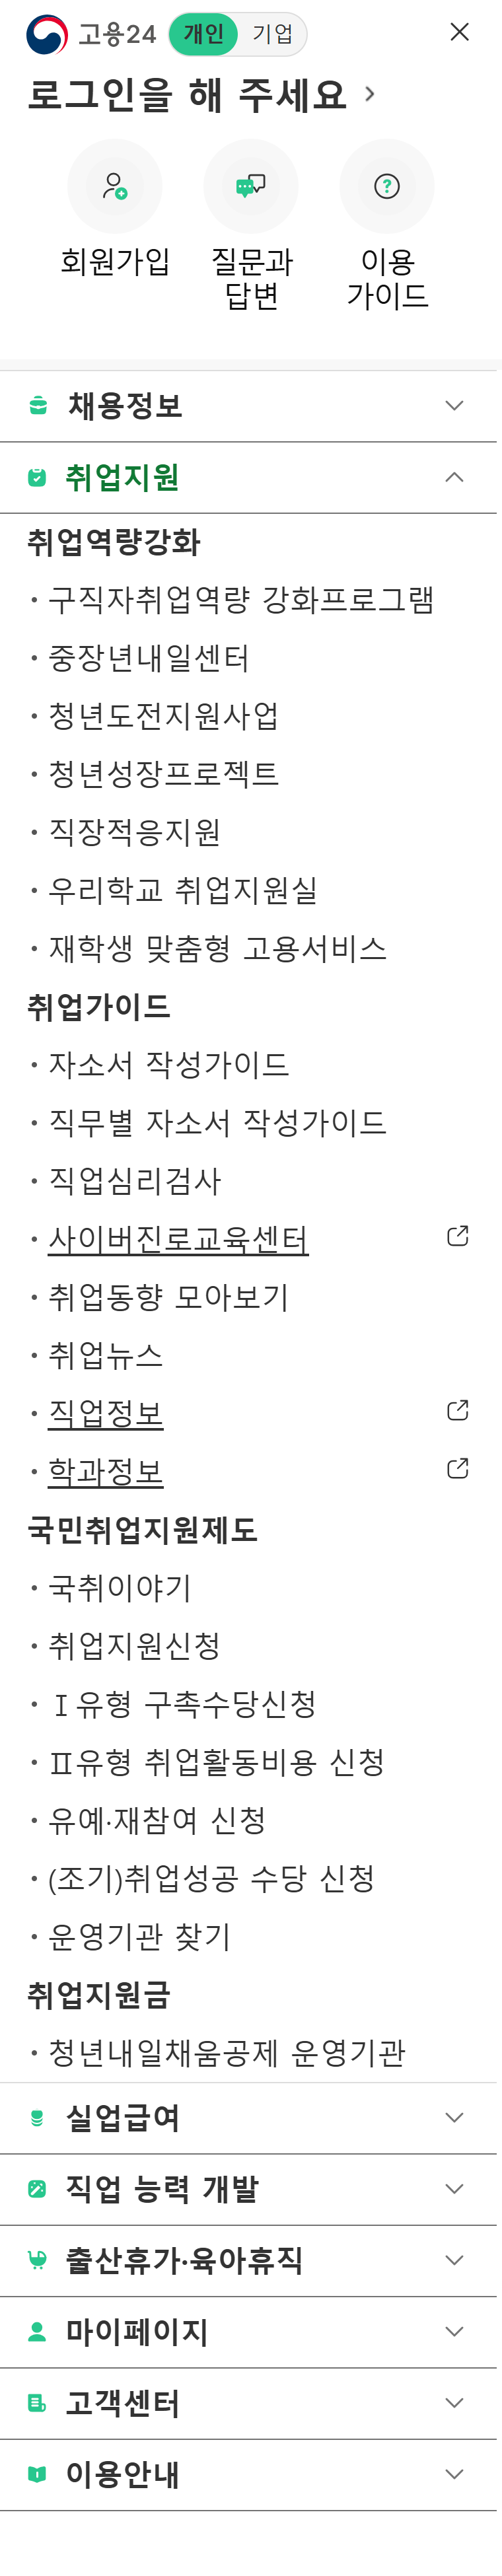 고용24 개인 기업
로그인을 해 주세요
회원가입 질문과 이용
답변 가이드
채용정보
취업지원
취업역량강화
• 구직자취업역량 강화프로그램
• 중장년내일센터
• 청년도전지원사업
• 청년성장프로젝트
• 직장적응지원
• 우리학교 취업지원실
• 재학생 맞춤형 고용서비스
취업가이드
• 자소서 작성가이드
• 직무별 자소서 작성가이드
• 직업심리검사
• 사이버진로교육센터
• 취업동향 모아보기
• 취업뉴스
• 직업정보
• 학과정보
국민취업지원제도
• 국취이야기
• 취업지원신청
• Ⅰ유형 구촉수당신청
• Ⅱ유형 취업활동비용 신청
• 유예·재참여 신청
• (조기)취업성공 수당 신청
• 운영기관 찾기
취업지원금
• 청년내일채움공제 운영기관
실업급여
직업 능력 개발
출산휴가·육아휴직
마이페이지
고객센터
이용안내